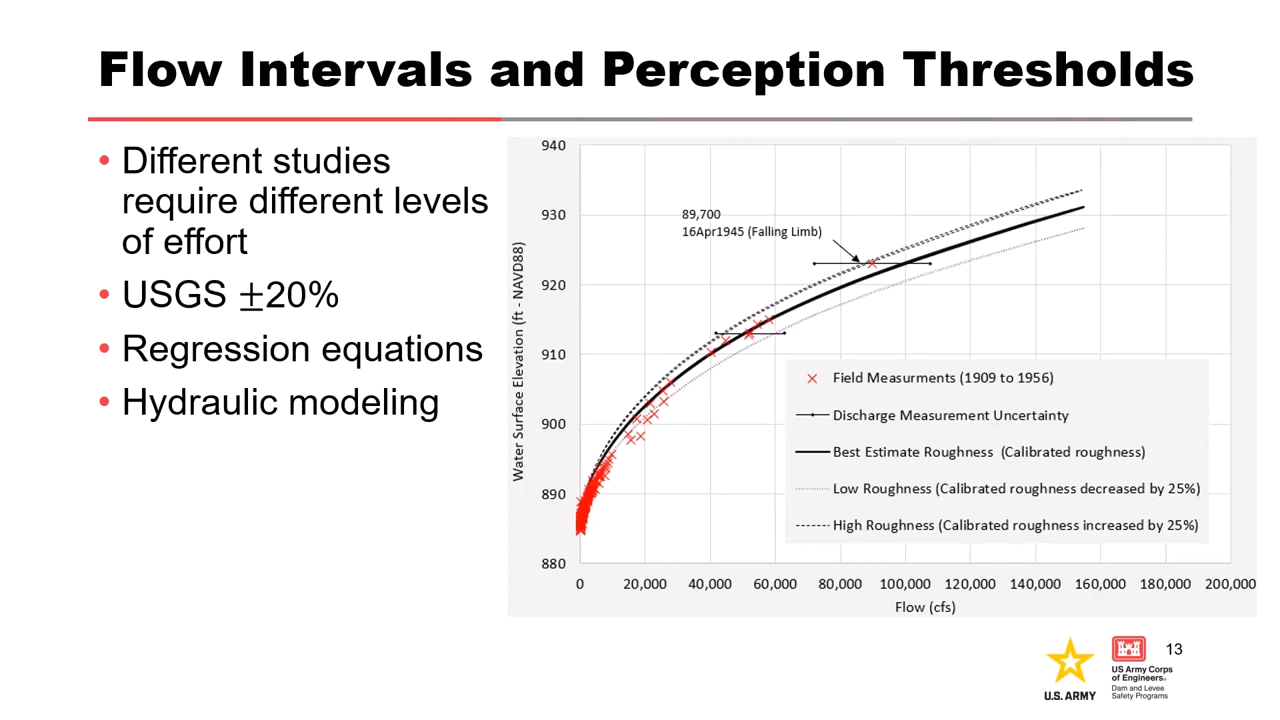 Flow Intervals and Perception Thresholds
• Different studies
require different levels
of effort
• USGS ±20%
• Regression equations
• Hydraulic modeling
940
930
920
910
900
890
880
Water Surface Elevation (ft - NAVD88)
89,700
16Apr1945 (Falling Limb)
Field Measurments (1909 to 1956)
Discharge Measurement Uncertainty
Best Estimate Roughness (Calibrated roughness)
Low Roughness (Calibrated roughness decreased by 25%)
High Roughness (Calibrated roughness increased by 25%)
0 20,000 40,000 60,000 80,000 100,000 120,000 140,000 160,000 180,000 200,000
Flow (cfs)
U.S. ARMY
US Army Corps
of Engineers®
Dam and Levee
Safety Programs
13